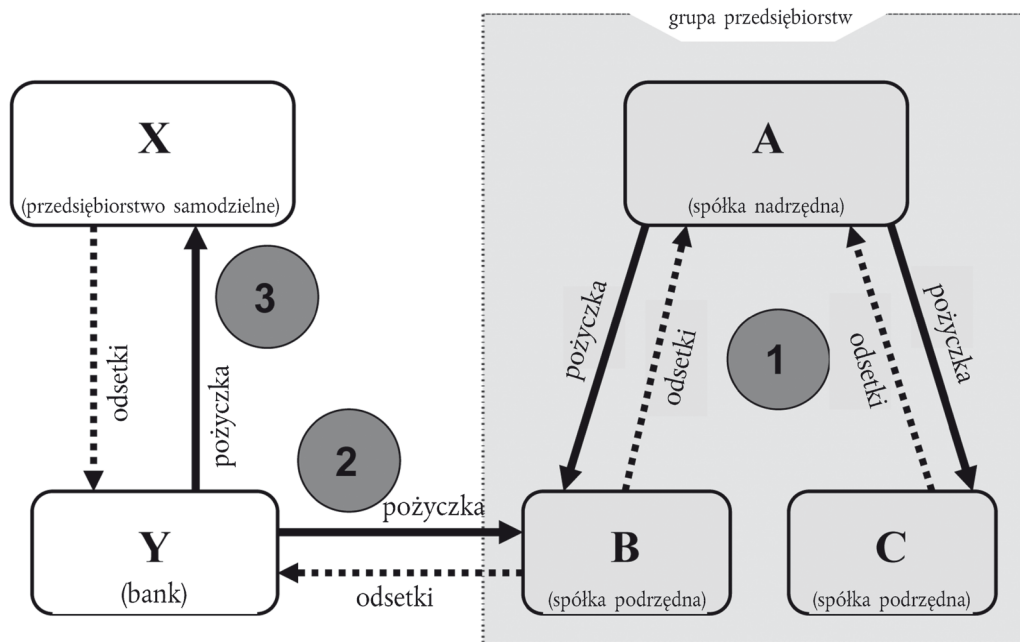 grupa przedsiębiorstw
X
(przedsiębiorstwo samodzielne)
A
(spółka nadrzędna)
3
1
2
odsetki
pożyczka
pożyczka
odsetki
odsetki
pożyczka
pożyczka
odsetki
Y
(bank)
B
(spółka podrzędna)
C
(spółka podrzędna)